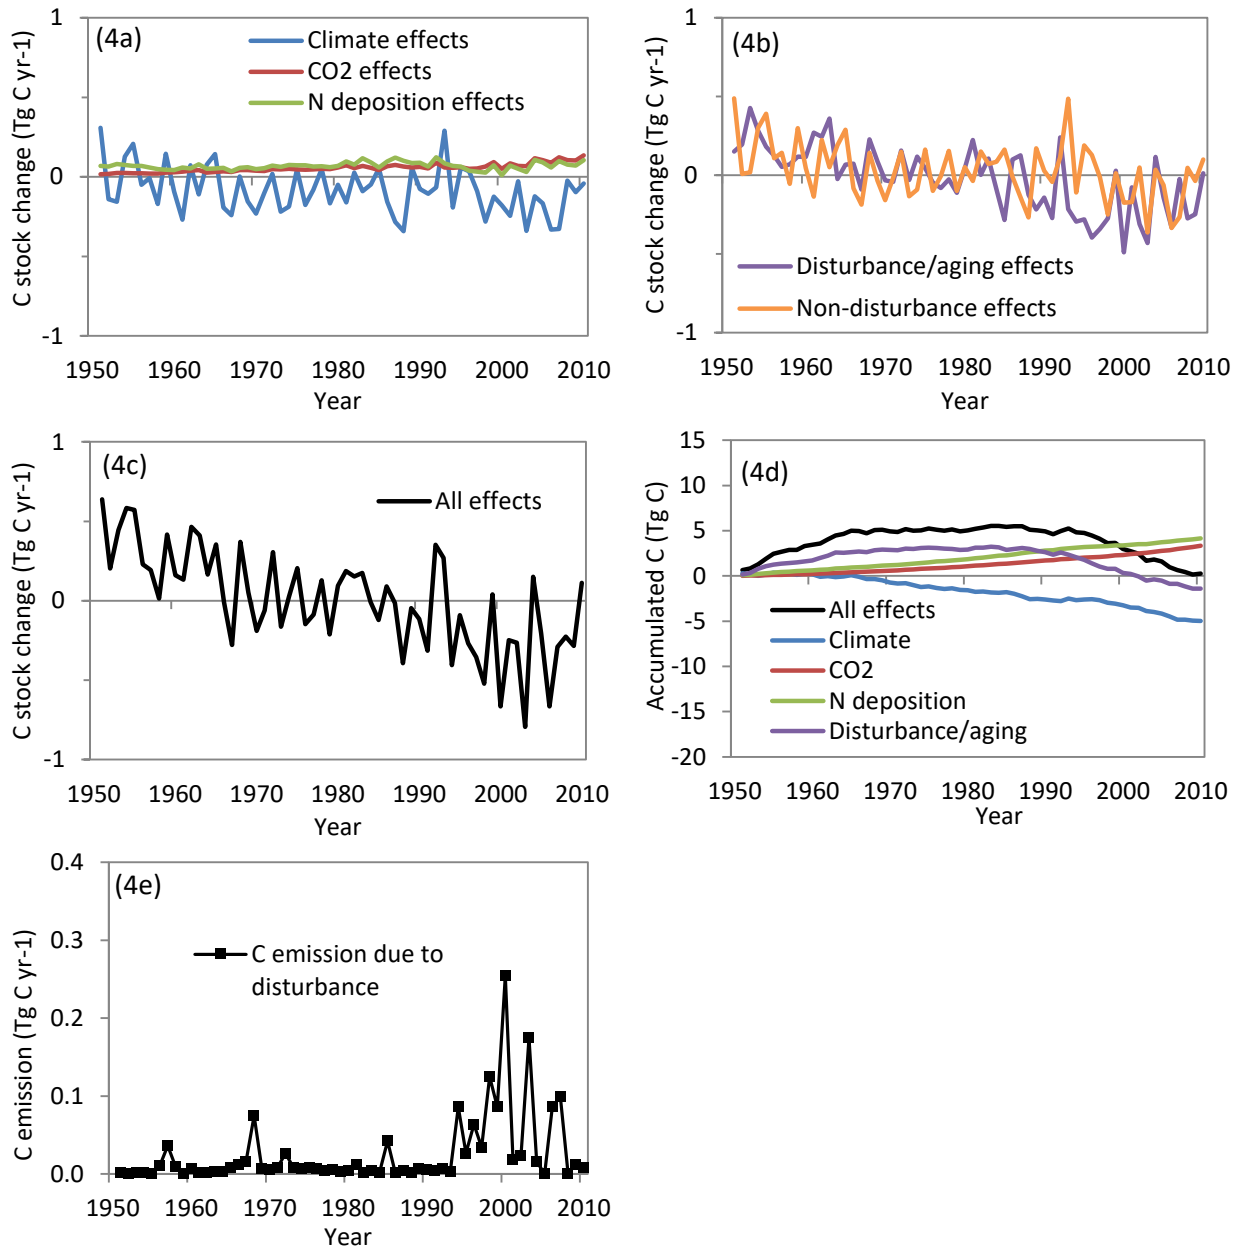 (4a)
Climate effects
CO2 effects
N deposition effects
C stock change (Tg C yr-1)
1
0
-1
1950 1960 1970 1980 1990 2000 2010
Year
(4b)
Disturbance/aging effects
Non-disturbance effects
C stock change (Tg C yr-1)
1
0
-1
1950 1960 1970 1980 1990 2000 2010
Year
(4c)
All effects
C stock change (Tg C yr-1)
1
0
-1
1950 1960 1970 1980 1990 2000 2010
Year
(4d)
Accumulated C (Tg C)
15
10
5
0
-5
-10
-15
-20
All effects
Climate
CO2
N deposition
Disturbance/aging
1950 1960 1970 1980 1990 2000 2010
Year
(4e)
C emission due to
disturbance
C emission (Tg C yr-1)
0.4
0.3
0.2
0.1
0.0
1950 1960 1970 1980 1990 2000 2010
Year